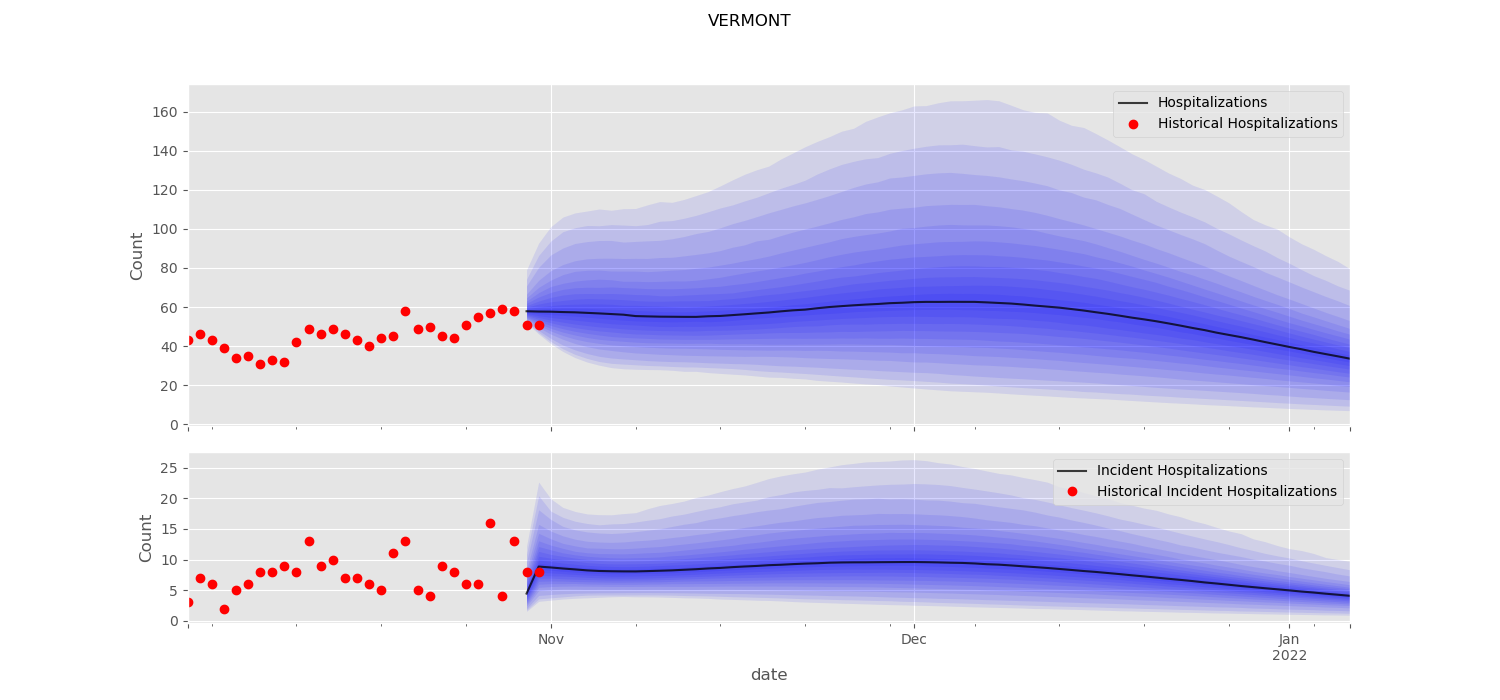 VERMONT
160
140
120
100
80
60
40
20
0
Count
Hospitalizations
Historical Hospitalizations
25
20
15
10
5
0
Count
Incident Hospitalizations
Historical Incident Hospitalizations
Nov
Dec
Jan
2022
date